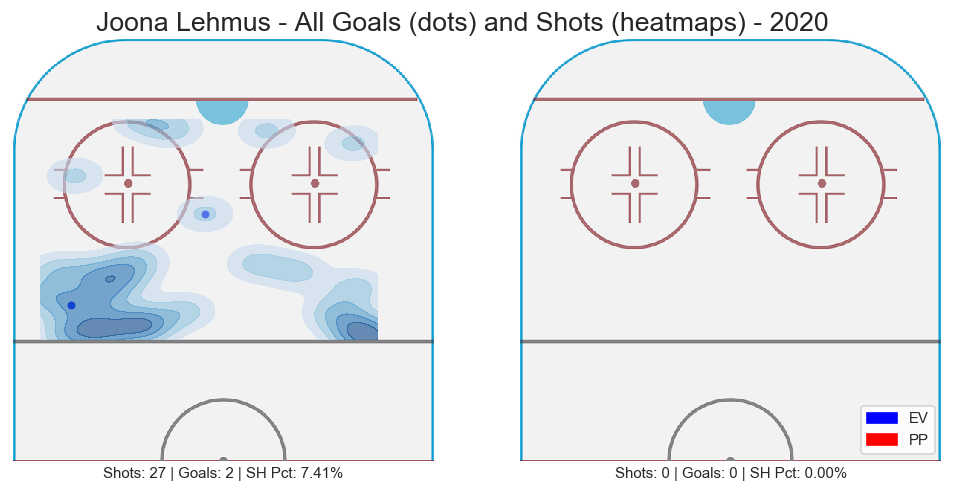 Joona Lehmus - All Goals (dots) and Shots (heatmaps) - 2020
EV
PP
Shots: 27 | Goals: 2 | SH Pct: 7.41%
Shots: 0 | Goals: 0 | SH Pct: 0.00%